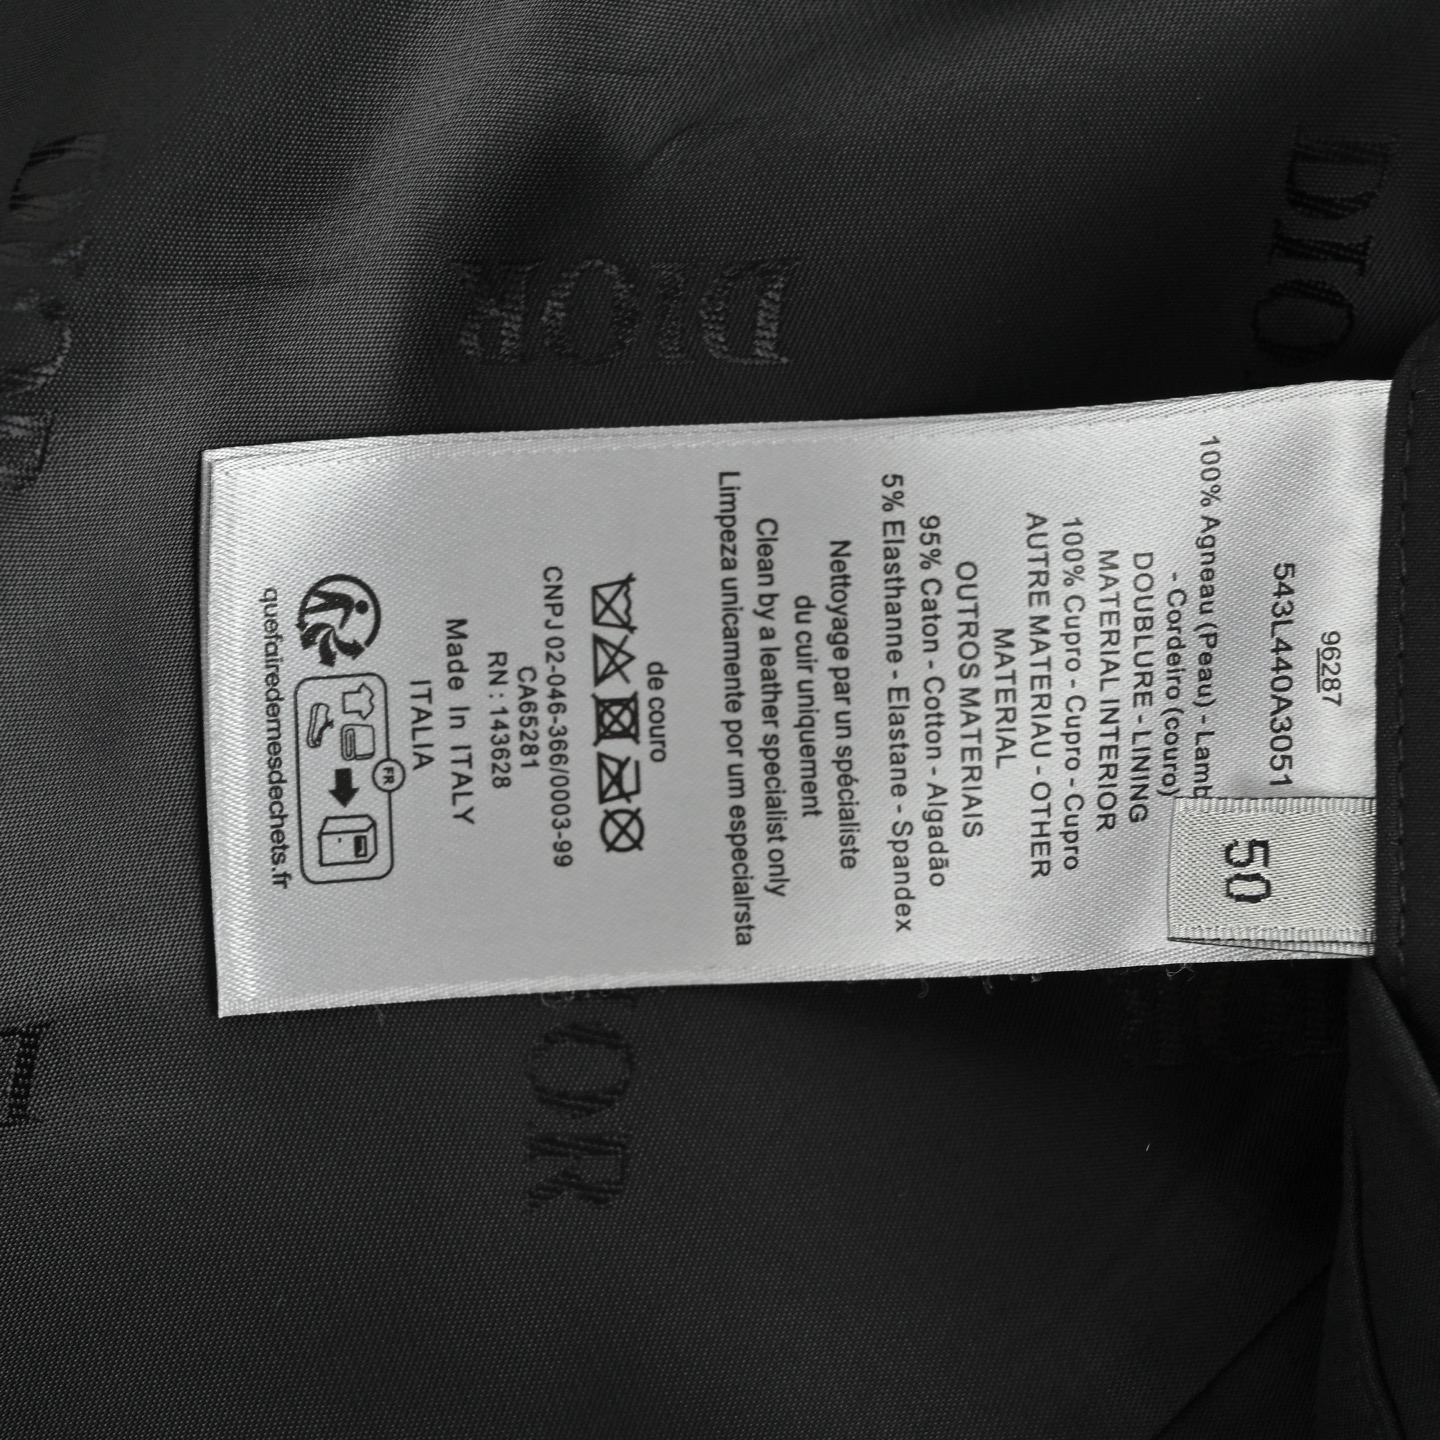 96287
543L440A3051
50
100% Agneau (Peau) - Lamb
- Cordeiro (couro)
DOUBLURE - LINING
MATERIAL INTERIOR
100% Cupro - Cupro - Cupro
AUTRE MATERIAU - OTHER
MATERIAL
OUTROS MATERIAIS
95% Caton - Cotton - Algadão
5% Elasthanne - Elastane - Spandex
Nettoyage par un spécialiste
du cuir uniquement
Clean by a leather specialist only
Limpeza unicamente por um especialrsta
de couro
CNPJ 02-046-366/0003-99
CA65281
RN : 143628
Made In ITALY
ITALIA
FR
quefairedemesdechets.fr
DIOR
DIO
DIOR
IOR